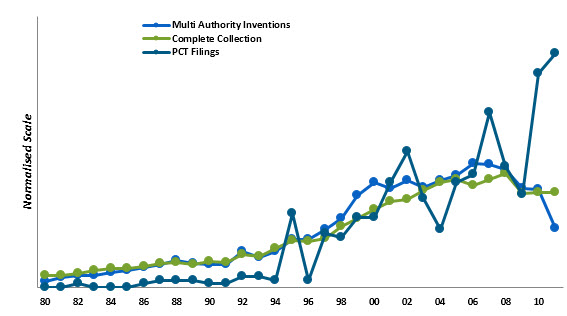 Multi Authority Inventions
Complete Collection
PCT Filings
Normalised Scale
80 82 84 86 88 90 92 94 96 98 00 02 04 06 08 10